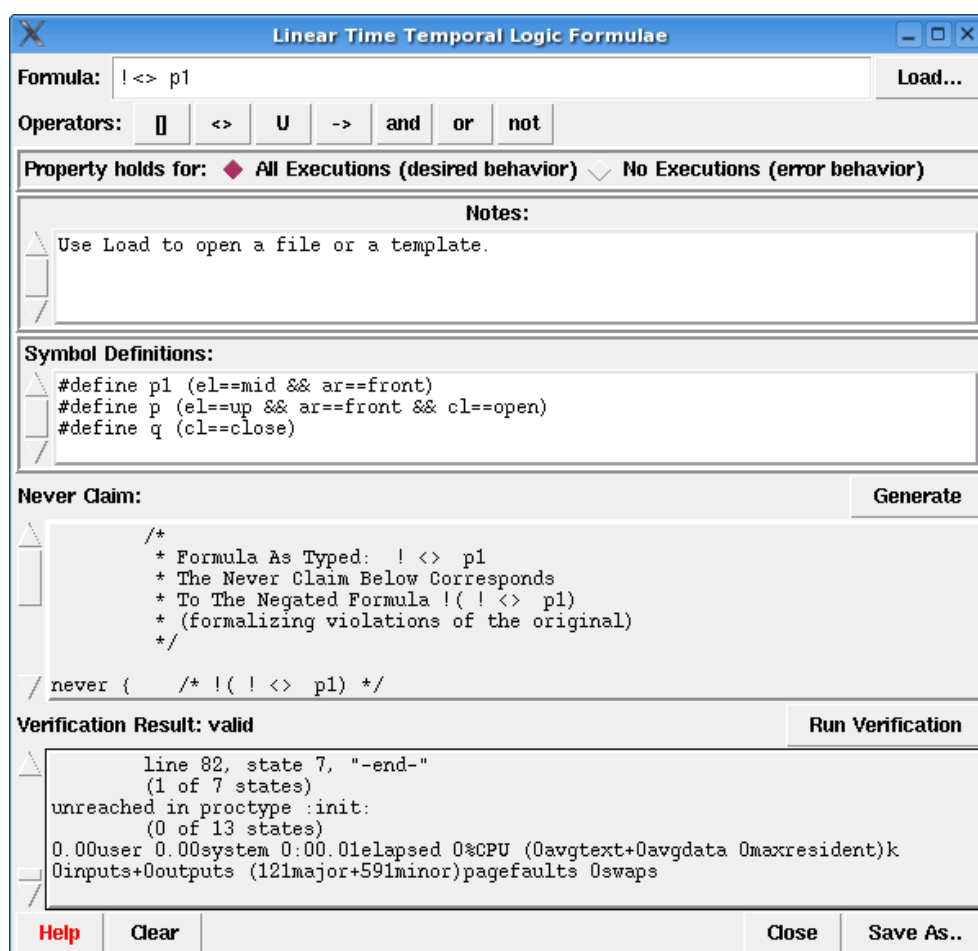 Linear Time Temporal Logic Formulae
Formula: !<> p1 Load...
Operators: [] <> U -> and or not
Property holds for: All Executions (desired behavior) No Executions (error behavior)
Notes:
Use Load to open a file or a template.
Symbol Definitions:
#define p1 (el==mid && ar==front)
#define p (el==up && ar==front && cl==open)
#define q (cl==close)
Never Claim: Generate
/*
* Formula As Typed: ! <> p1
* The Never Claim Below Corresponds
* To The Negated Formula !( ! <> p1)
* (formalizing violations of the original)
*/
never { /* !( ! <> p1) */
Verification Result: valid Run Verification
line 82, state 7, "-end-"
(1 of 7 states)
unreached in proctype :init:
(0 of 13 states)
0.00user 0.00system 0:00.01elapsed 0%CPU (0avgtext+0avgdata 0maxresident)k
0inputs+0outputs (121major+591minor)pagefaults 0swaps
Help Clear Close Save As..